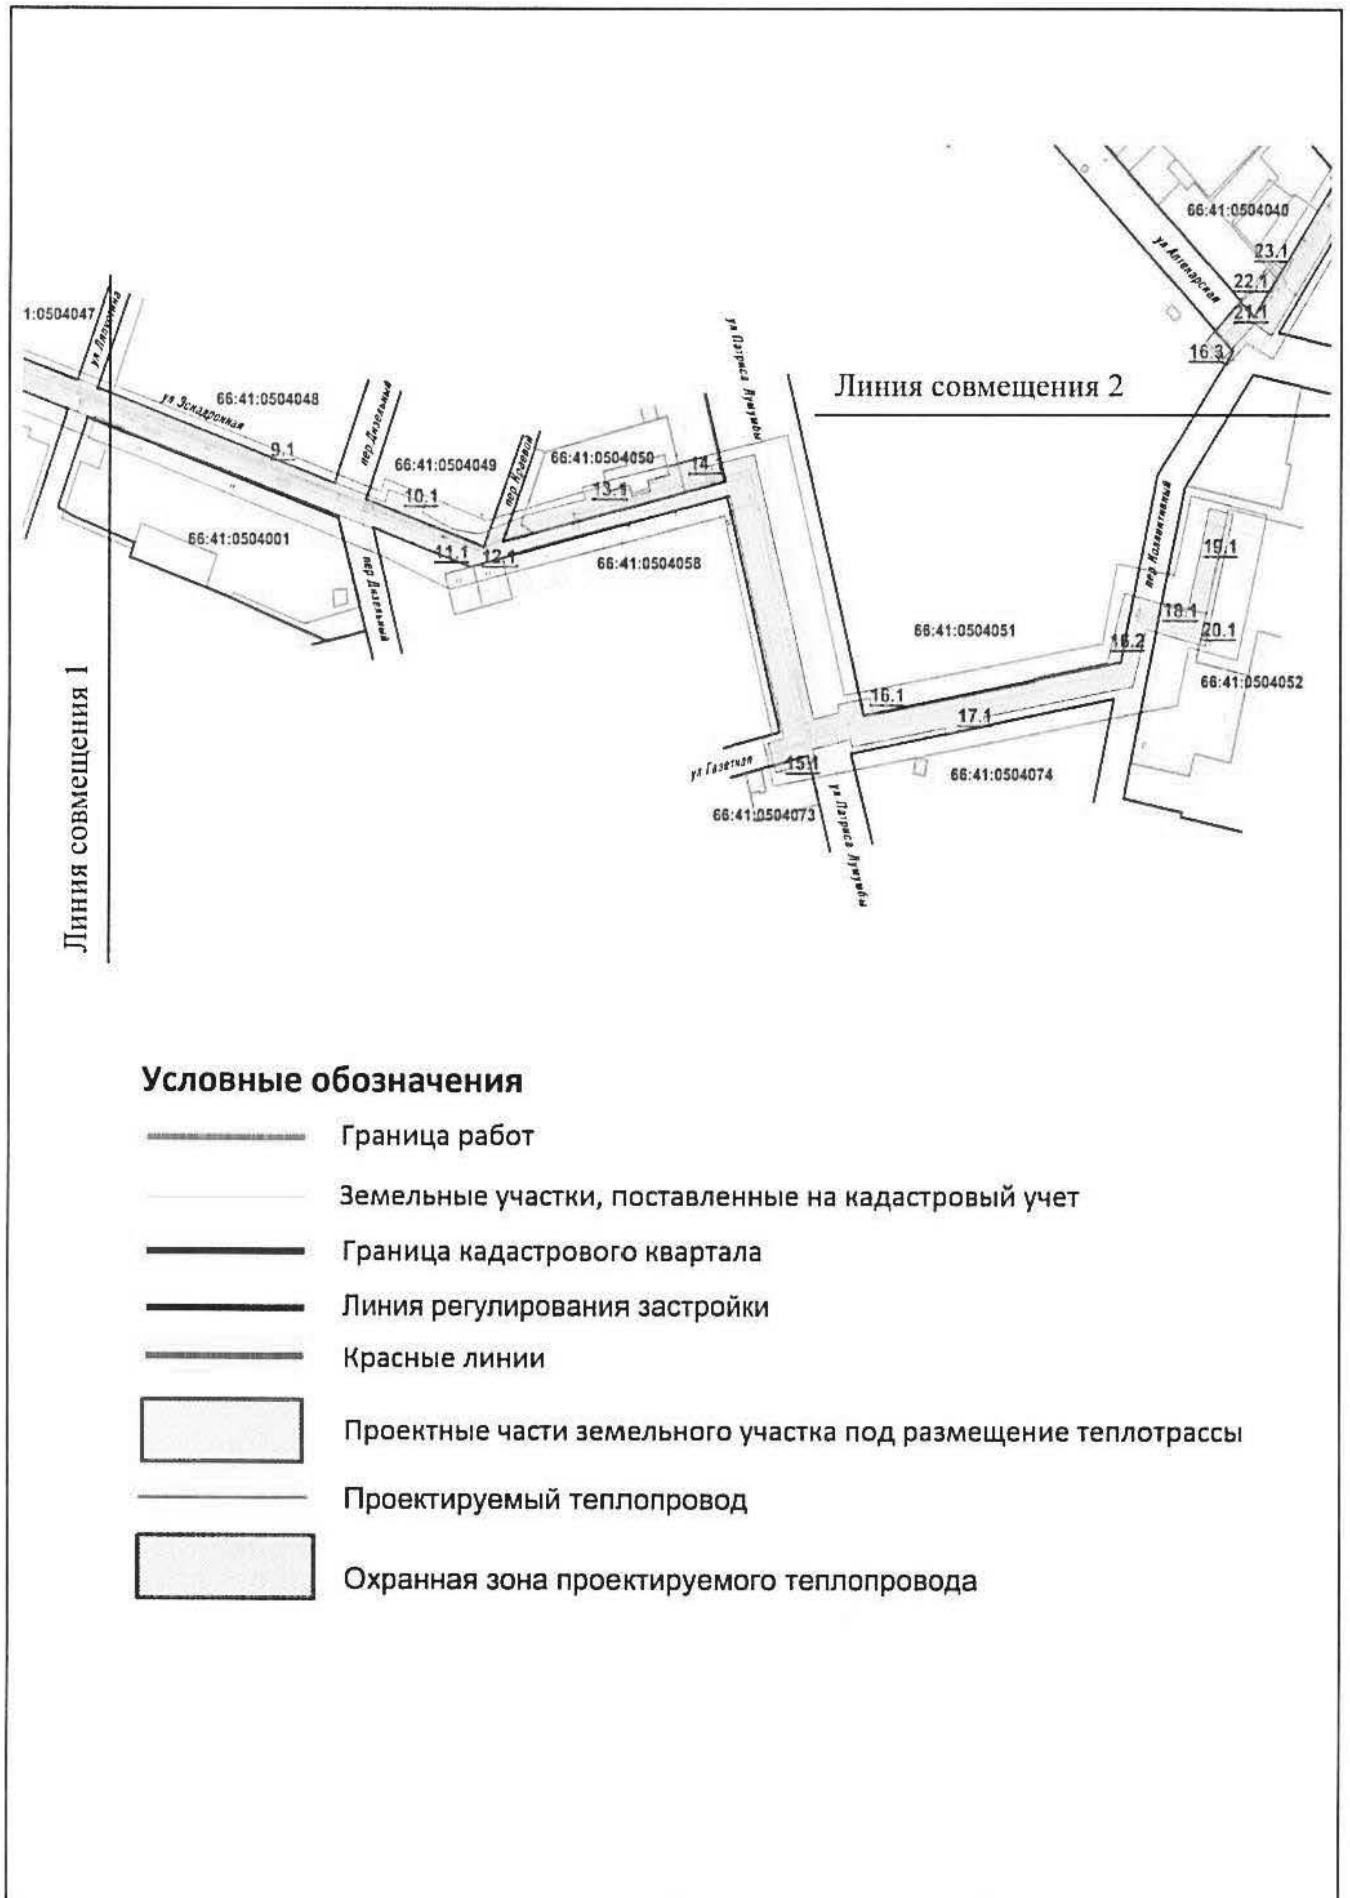 66:41:0504040
ул Аптекарская
23.1
22.1
21.1
16.3
1:0504047
66:41:0504048
ул Эскадронная
9.1
пер Дизельный
66:41:0504049
10.1
пер Краевой
66:41:0504050
13.1
14.
ул Патриса Лумумбы
Линия совмещения 2
66:41:0504001
11.1
12.1
66:41:0504058
пер Дизельный
пер Коллективный
19.1
18.1
20.1
66:41:0504051
16.2
66:41:0504052
16.1
17.1
ул Газетная
15.1
66:41:0504074
66:41:0504073
ул Патриса Лумумбы
Линия совмещения 1
Условные обозначения
Граница работ
Земельные участки, поставленные на кадастровый учет
Граница кадастрового квартала
Линия регулирования застройки
Красные линии
Проектные части земельного участка под размещение теплотрассы
Проектируемый теплопровод
Охранная зона проектируемого теплопровода